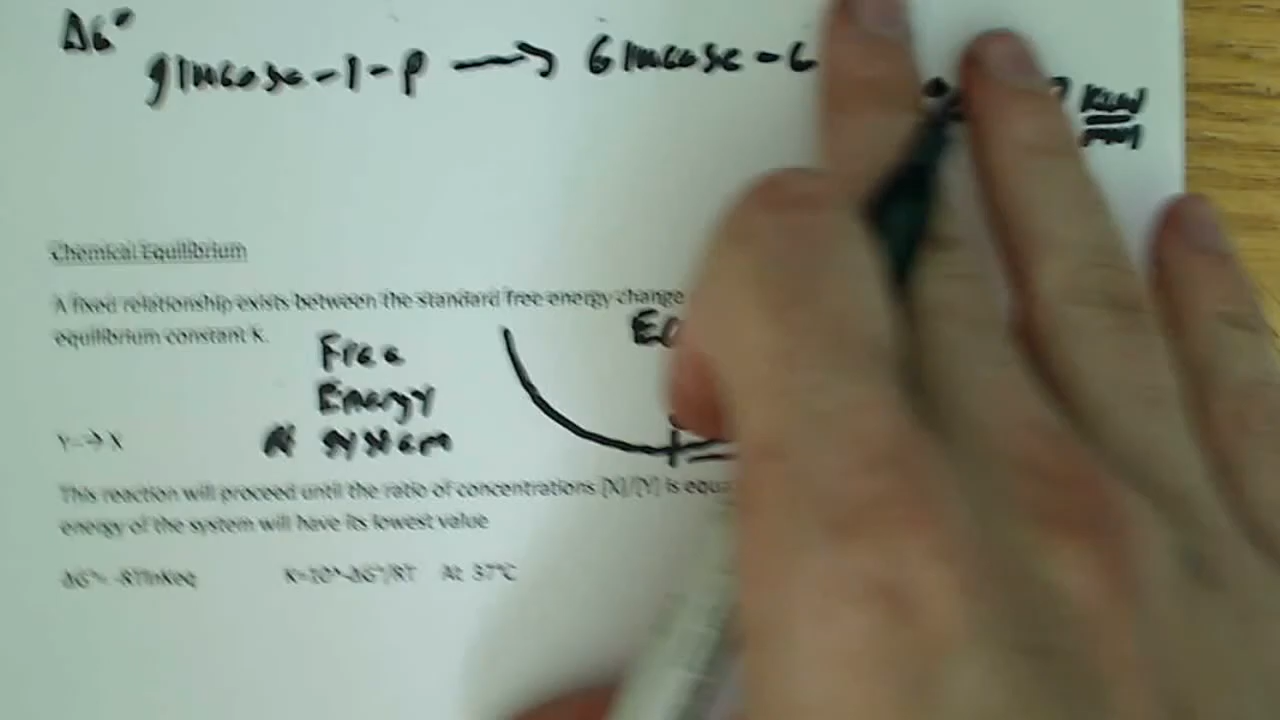 ΔG°
glucose-1-P → Glucose-6
Chemical Equilibrium
A fixed relationship exists between the standard free energy change
equilibrium constant K.
Free
Energy
system
Y-->X
This reaction will proceed until the ratio of concentrations [X]/[Y] is equa
energy of the system will have its lowest value
ΔG°= -RTlnKeq K=10^-ΔG°/RT At 37°C